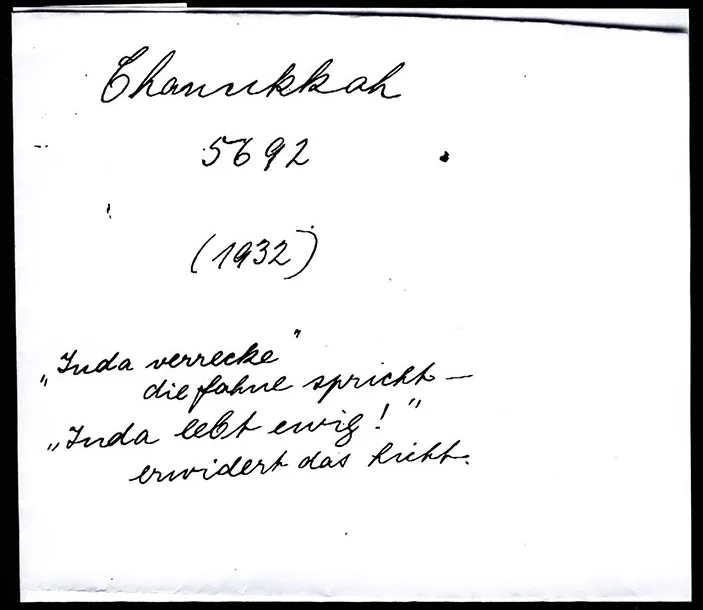 Chanukkah
5692
(1932)
„Juda verrecke"
die Fahne spricht —
„Juda lebt ewig!"
erwidert das Licht.